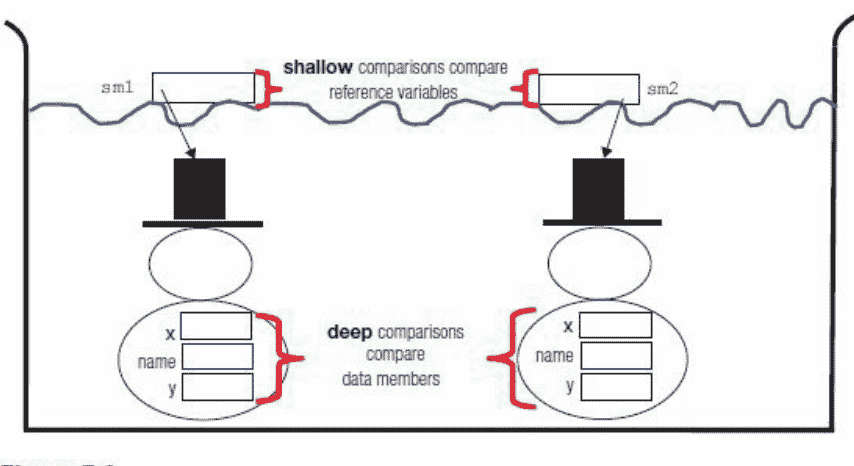 shallow comparisons compare
reference variables
sm1
sm2
x
name
y
deep comparisons
compare
data members
x
name
y